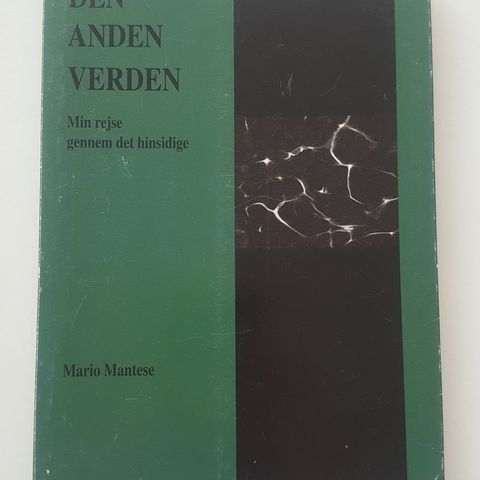 DEN
ANDEN
VERDEN
Min rejse
gennem det hinsidige
Mario Mantese